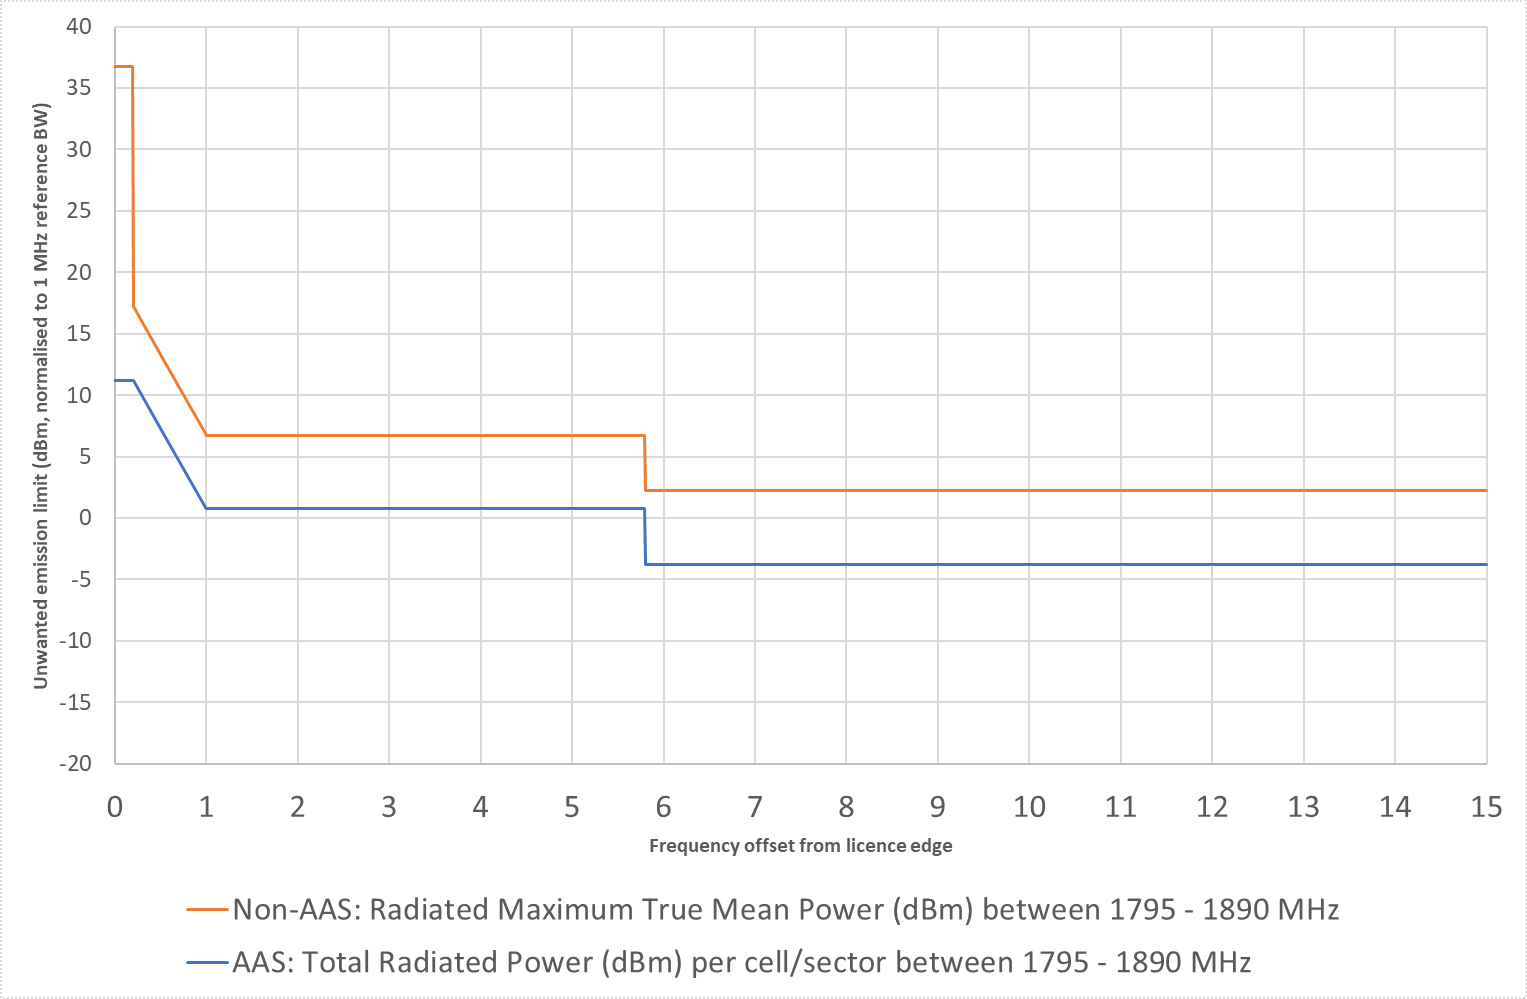 Unwanted emission limit (dBm, normalised to 1 MHz reference BW)
40
35
30
25
20
15
10
5
0
-5
-10
-15
-20
0 1 2 3 4 5 6 7 8 9 10 11 12 13 14 15
Frequency offset from licence edge
Non-AAS: Radiated Maximum True Mean Power (dBm) between 1795 - 1890 MHz
AAS: Total Radiated Power (dBm) per cell/sector between 1795 - 1890 MHz